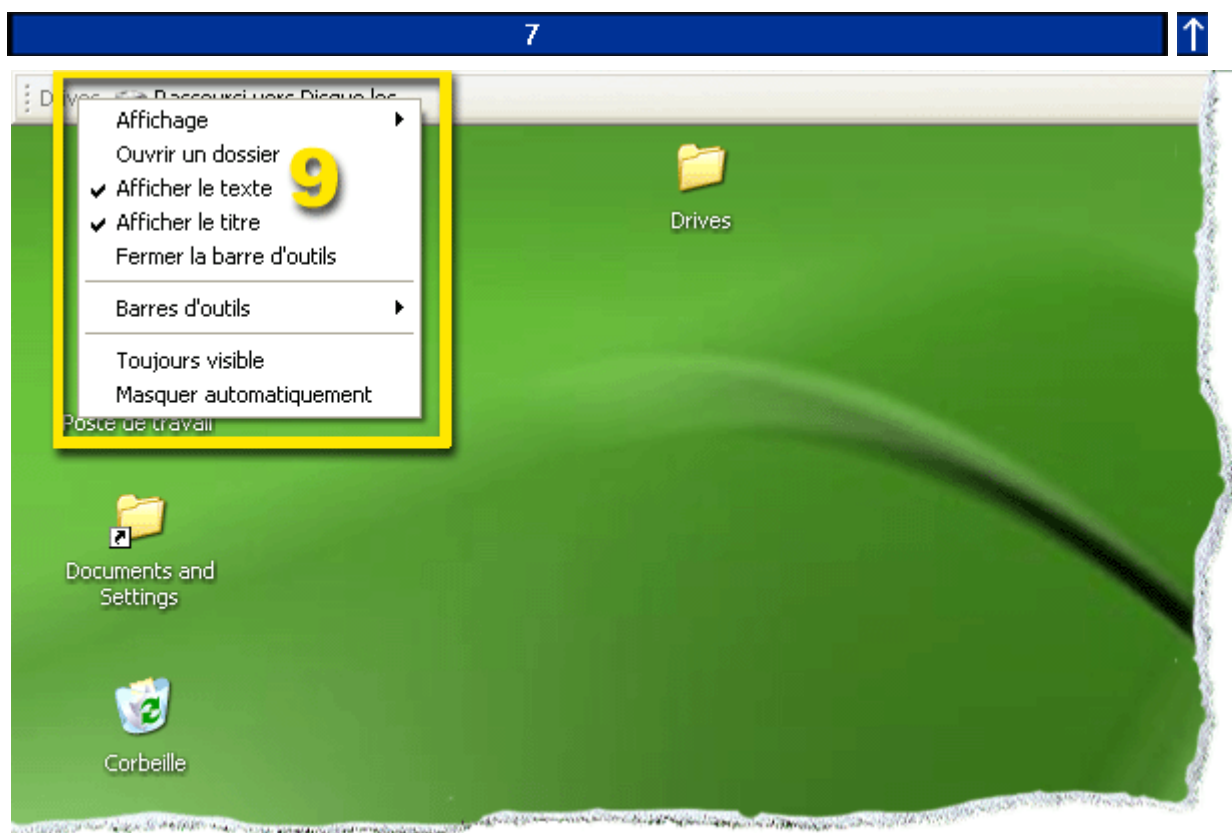 7
Affichage
Ouvrir un dossier
Afficher le texte
9
Afficher le titre
Fermer la barre d'outils
Barres d'outils
Toujours visible
Masquer automatiquement
Poste de travail
Drives
Documents and
Settings
Corbeille